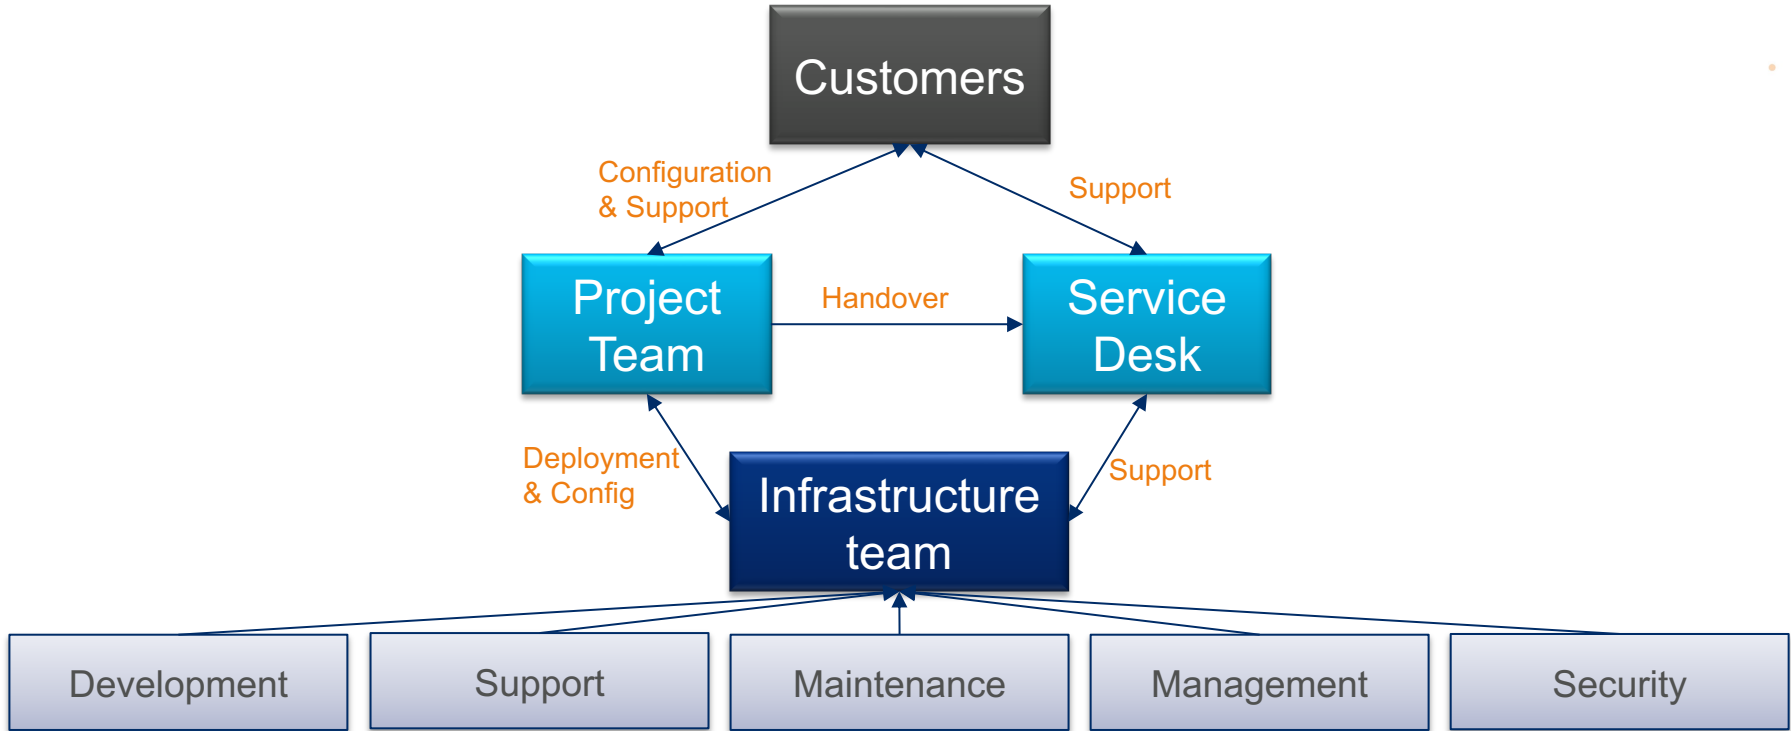 Customers
Configuration
& Support
Support
Project
Team
Handover
Service
Desk
Deployment
& Config
Infrastructure
team
Support
Development
Support
Maintenance
Management
Security